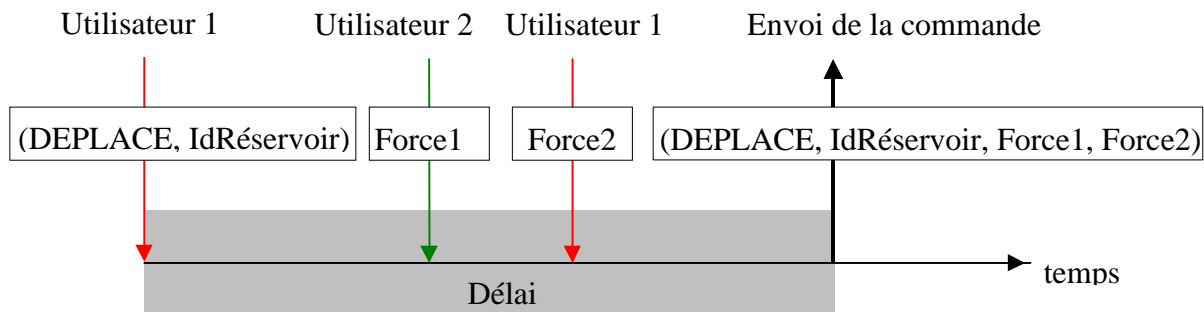 Utilisateur 1
Utilisateur 2
Utilisateur 1
Envoi de la commande
(DEPLACE, IdRéservoir)
Force1
Force2
(DEPLACE, IdRéservoir, Force1, Force2)
temps
Délai